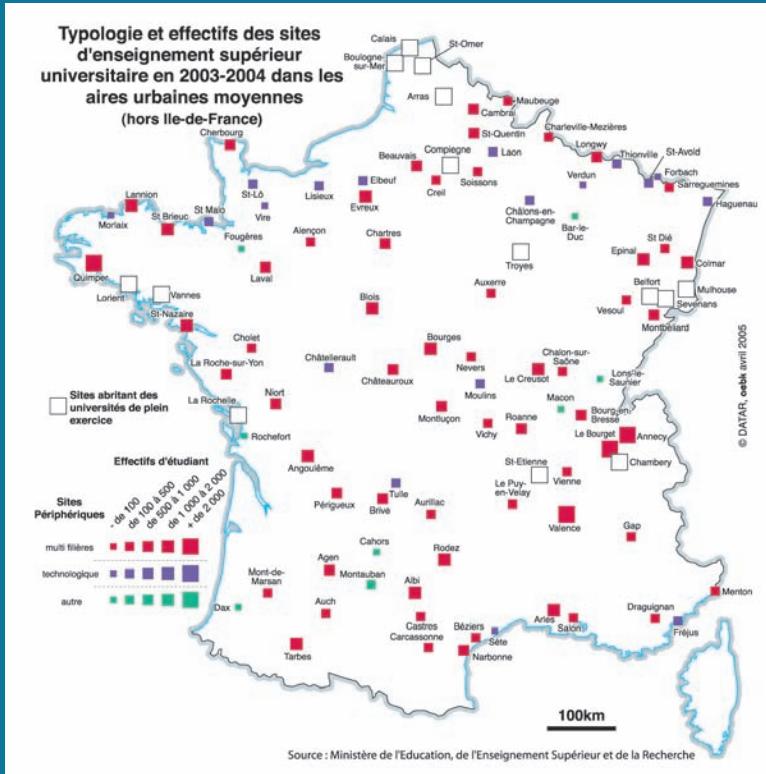 Typologie et effectifs des sites
d'enseignement supérieur
universitaire en 2003-2004 dans les
aires urbaines moyennes
(hors Ile-de-France)
Calais
St-Omer
Boulogne-
sur-Mer
Arras
Maubeuge
Cambrai
Cherbourg
St-Quentin
Charleville-Mezières
Compiegne
Laon
Longwy
Thionville
St-Avold
Beauvais
Forbach
Creil
Soissons
Verdun
Sarreguemines
Lannion
St-Lô
Lisieux
Elbeuf
Evreux
Châlons-en-
Champagne
Haguenau
Morlaix
St Brieuc
St Malo
Vire
Bar-le-
Duc
Fougères
Alençon
Chartres
St Dié
Epinal
Colmar
Quimper
Laval
Troyes
Lorient
Vannes
Auxerre
Belfort
Mulhouse
Sevenans
St-Nazaire
Blois
Vesoul
Montbéliard
Cholet
Bourges
Chalon-sur-
Saône
La Roche-sur-Yon
Châtellerault
Nevers
Le Creusot
Lons-le-
Saunier
Châteauroux
Moulins
Niort
Macon
Bourg-en-
Bresse
Sites abritant des
universités de plein
exercice
La Rochelle
Montluçon
Roanne
Le Bourget
Annecy
Rochefort
Vichy
St-Etienne
Chambery
Angoulême
Vienne
Effectifs d'étudiant
Sites
Périphériques
- de 100
de 100 à 500
de 500 à 1 000
de 1 000 à 2 000
+ de 2 000
multi filières
technologique
autre
Tulle
Le Puy-
en-Velay
Périgueux
Brive
Aurillac
Valence
Cahors
Gap
Mont-de-
Marsan
Agen
Rodez
Montauban
Albi
Dax
Auch
Menton
Castres
Béziers
Draguignan
Carcassonne
Sète
Arles
Salon
Fréjus
Tarbes
Narbonne
100km
© DATAR, oebk avril 2005
Source : Ministère de l'Education, de l'Enseignement Supérieur et de la Recherche